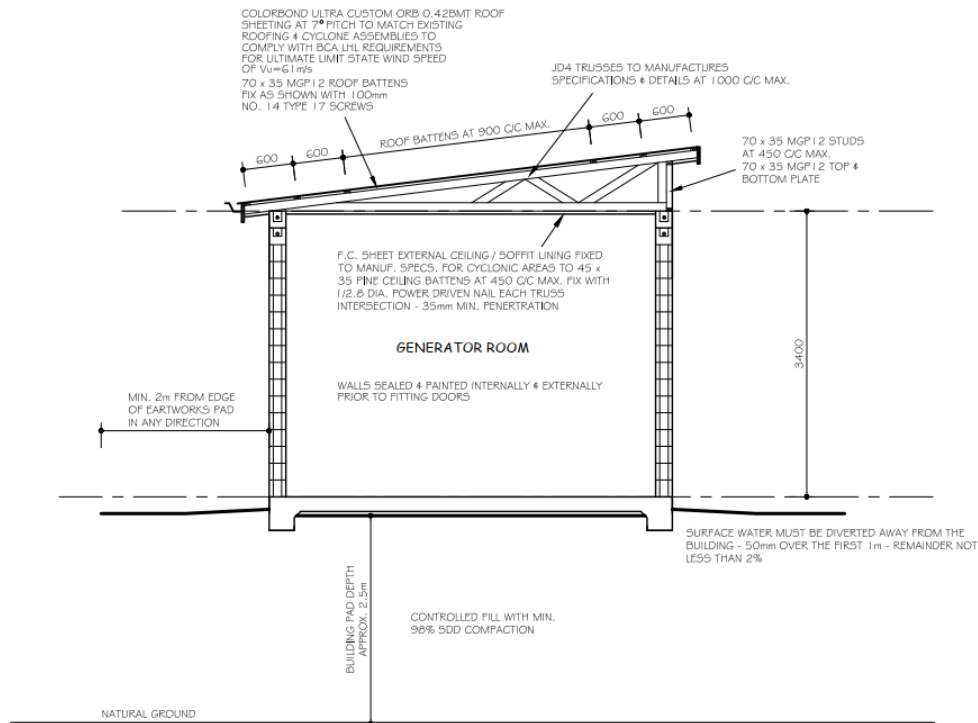 COLORBOND ULTRA CUSTOM ORB 0.42BMT ROOF
SHEETING AT 7° PITCH TO MATCH EXISTING
ROOFING & CYCLONE ASSEMBLIES TO
COMPLY WITH BCA LHL REQUIREMENTS
FOR ULTIMATE LIMIT STATE WIND SPEED
OF Vu=61m/s
70 x 35 MGP12 ROOF BATTENS
FIX AS SHOWN WITH 100mm
NO. 14 TYPE 17 SCREWS
JD4 TRUSSES TO MANUFACTURES
SPECIFICATIONS & DETAILS AT 1000 C/C MAX.
600
600
ROOF BATTENS AT 900 C/C MAX.
600
600
70 x 35 MGP12 STUDS
AT 450 C/C MAX.
70 x 35 MGP12 TOP &
BOTTOM PLATE
F.C. SHEET EXTERNAL CEILING / SOFFIT LINING FIXED
TO MANUF. SPECS. FOR CYCLONIC AREAS TO 45 x
35 PINE CEILING BATTENS AT 450 C/C MAX. FIX WITH
1/2.8 DIA. POWER DRIVEN NAIL EACH TRUSS
INTERSECTION - 35mm MIN. PENERTRATION
GENERATOR ROOM
WALLS SEALED & PAINTED INTERNALLY & EXTERNALLY
PRIOR TO FITTING DOORS
3400
MIN. 2m FROM EDGE
OF EARTWORKS PAD
IN ANY DIRECTION
SURFACE WATER MUST BE DIVERTED AWAY FROM THE
BUILDING - 50mm OVER THE FIRST 1m - REMAINDER NOT
LESS THAN 2%
BUILDING PAD DEPTH
APPROX. 2.5m
CONTROLLED FILL WITH MIN.
98% SDD COMPACTION
NATURAL GROUND